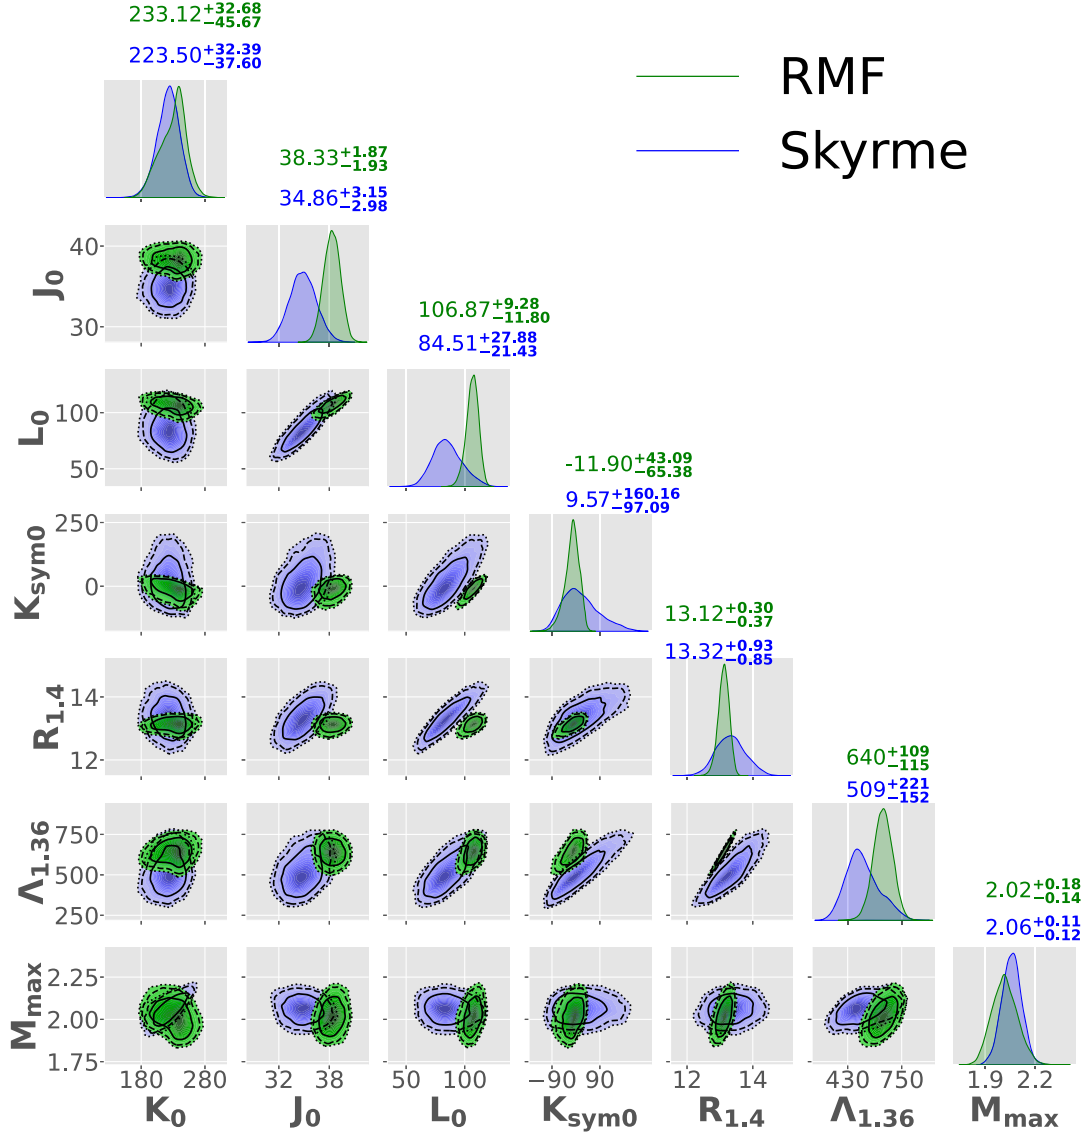 233.12+32.68−45.67
223.50+32.39−37.60
RMF
Skyrme
38.33+1.87−1.93
34.86+3.15−2.98
J0
40
30
106.87+9.28−11.80
84.51+27.88−21.43
L0
100
50
-11.90+43.09−65.38
9.57+160.16−97.09
Ksym0
250
0
13.12+0.30−0.37
13.32+0.93−0.85
R1.4
14
12
640+109−115
509+221−152
Λ1.36
750
500
250
2.02+0.18−0.14
2.06+0.11−0.12
Mmax
2.25
2.00
1.75
180 280 32 38 50 100 −90 90 12 14 430 750 1.9 2.2
K0 J0 L0 Ksym0 R1.4 Λ1.36 Mmax